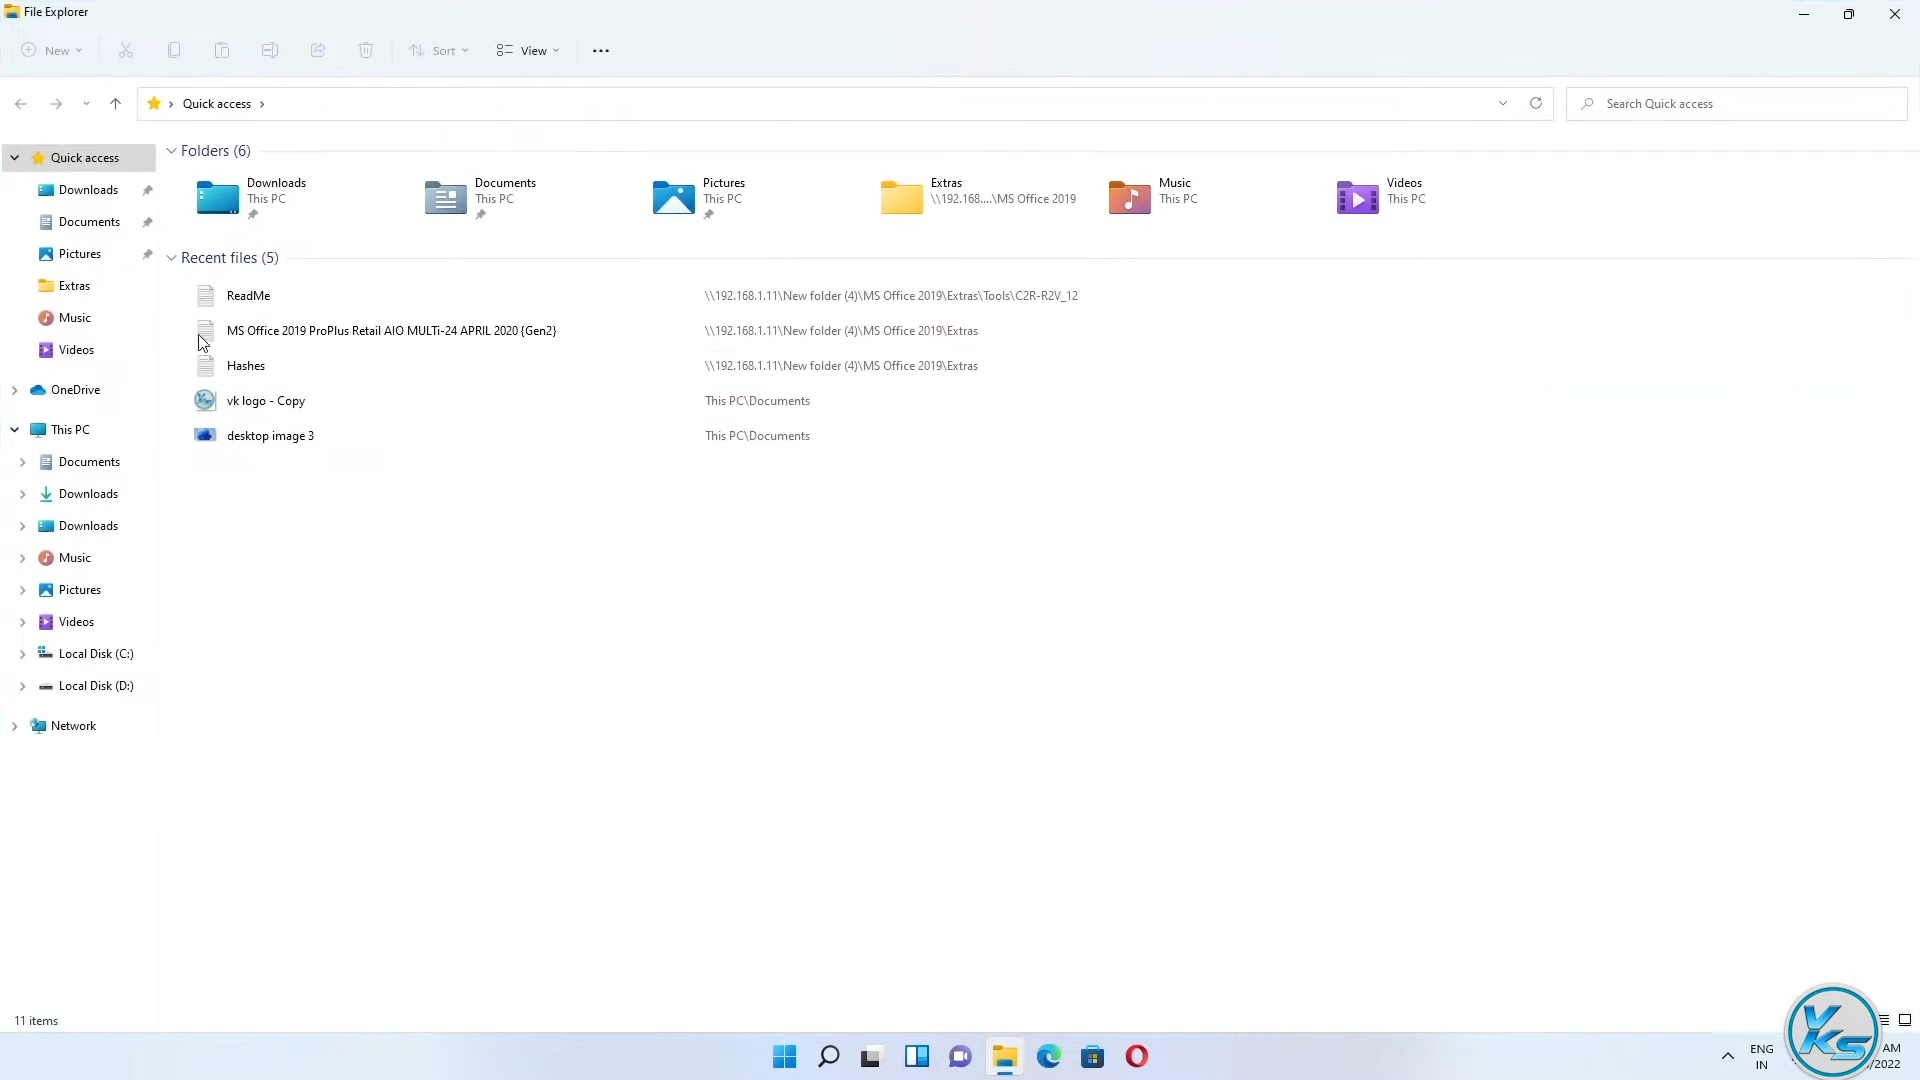 File Explorer
New
Sort
View
Quick access
Search Quick access
Quick access
Downloads
Documents
Pictures
Extras
Music
Videos
OneDrive
This PC
Documents
Downloads
Downloads
Music
Pictures
Videos
Local Disk (C:)
Local Disk (D:)
Network
Folders (6)
Downloads
This PC
Documents
This PC
Pictures
This PC
Extras
\\192.168....\MS Office 2019
Music
This PC
Videos
This PC
Recent files (5)
ReadMe \\192.168.1.11\New folder (4)\MS Office 2019\Extras\Tools\C2R-R2V_12
MS Office 2019 ProPlus Retail AIO MULTi-24 APRIL 2020 {Gen2} \\192.168.1.11\New folder (4)\MS Office 2019\Extras
Hashes \\192.168.1.11\New folder (4)\MS Office 2019\Extras
vk logo - Copy This PC\Documents
desktop image 3 This PC\Documents
11 items
ENG
IN
AM
/2022
VKS